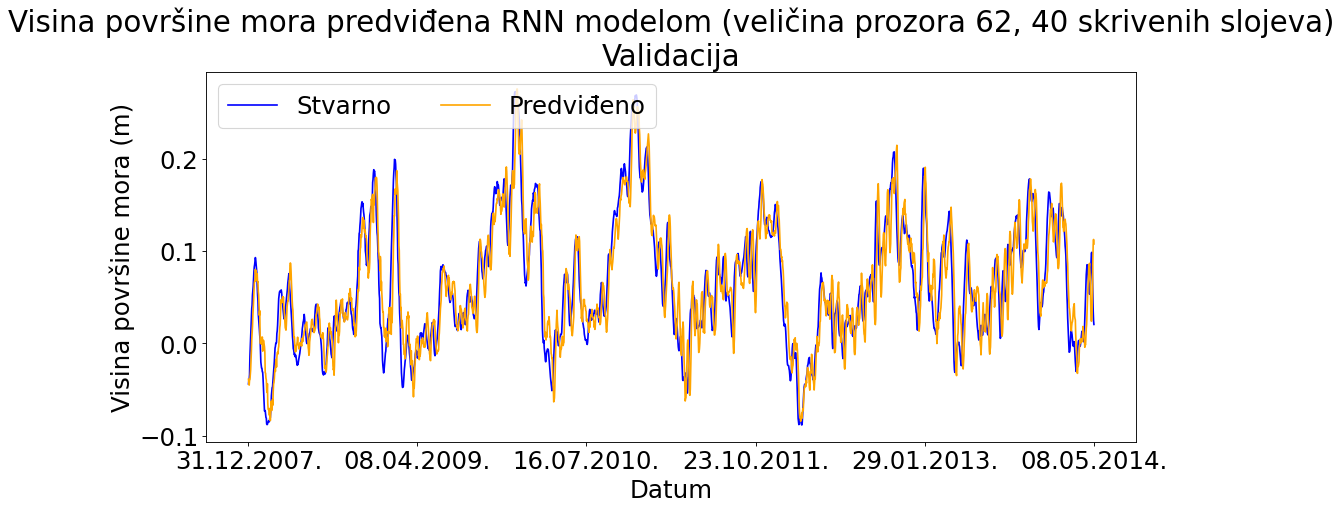 Visina površine mora predviđena RNN modelom (veličina prozora 62, 40 skrivenih slojeva)
Validacija
Stvarno Predviđeno
Visina površine mora (m)
0.2
0.1
0.0
−0.1
31.12.2007. 08.04.2009. 16.07.2010. 23.10.2011. 29.01.2013. 08.05.2014.
Datum